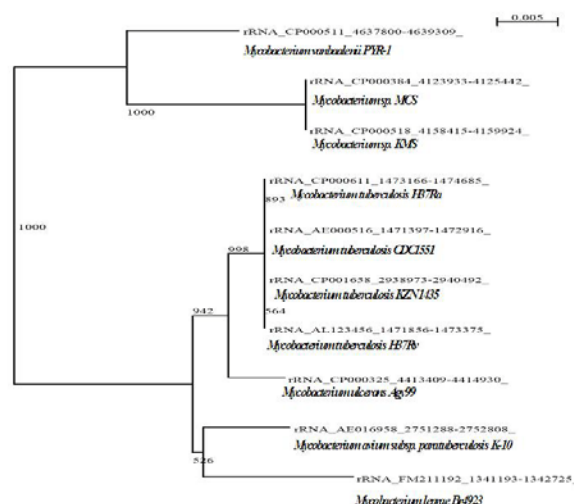 0.005
rRNA_CP000511_4637800-4639309_
Mycobacterium vanbaalenii PYR-1
rRNA_CP000384_4123933-4125442_
Mycobacterium sp. MCS
1000
rRNA_CP000518_4158415-4159924_
Mycobacterium sp. KMS
rRNA_CP000611_1473166-1474685_
Mycobacterium tuberculosis H37Ra
893
1000
rRNA_AE000516_1471397-1472916_
998
Mycobacterium tuberculosis CDC1551
rRNA_CP001658_2938973-2940492_
Mycobacterium tuberculosis KZN1435
942
564
rRNA_AL123456_1471856-1473375_
Mycobacterium tuberculosis H37Rv
rRNA_CP000325_4413409-4414930_
Mycobacterium ulcerans Agy99
rRNA_AE016958_2751288-2752808_
Mycobacterium avium subsp. paratuberculosis K-10
526
rRNA_FM211192_1341193-1342725_
Mycobacterium leprae Br4923